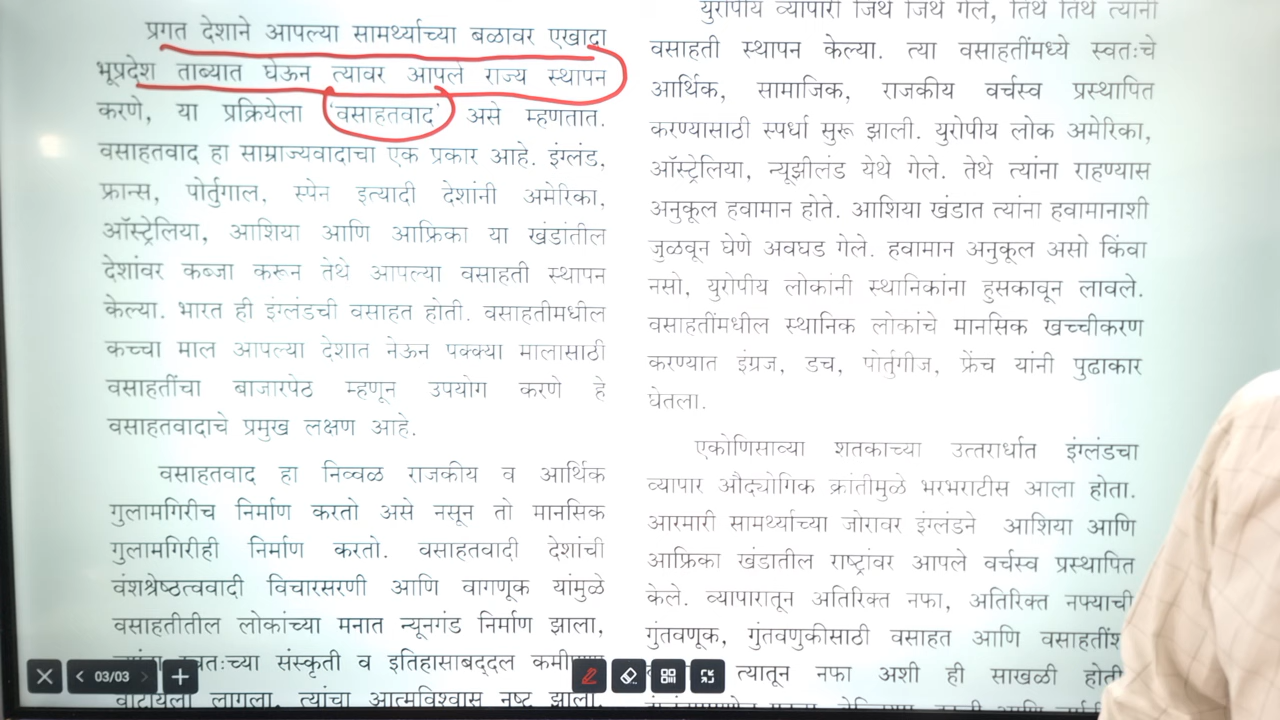 प्रगत देशाने आपल्या सामर्थ्याच्या बळावर एखादा
भूप्रदेश ताब्यात घेऊन त्यावर आपले राज्य स्थापन
करणे, या प्रक्रियेला ‘वसाहतवाद’ असे म्हणतात.
वसाहतवाद हा साम्राज्यवादाचा एक प्रकार आहे. इंग्लंड,
फ्रान्स, पोर्तुगाल, स्पेन इत्यादी देशांनी अमेरिका,
ऑस्ट्रेलिया, आशिया आणि आफ्रिका या खंडांतील
देशांवर कब्जा करून तेथे आपल्या वसाहती स्थापन
केल्या. भारत ही इंग्लंडची वसाहत होती. वसाहतीमधील
कच्चा माल आपल्या देशात नेऊन पक्क्या मालासाठी
वसाहतींचा बाजारपेठ म्हणून उपयोग करणे हे
वसाहतवादाचे प्रमुख लक्षण आहे.
वसाहतवाद हा निव्वळ राजकीय व आर्थिक
गुलामगिरीच निर्माण करतो असे नसून तो मानसिक
गुलामगिरीही निर्माण करतो. वसाहतवादी देशांची
वंशश्रेष्ठत्ववादी विचारसरणी आणि वागणूक यांमुळे
वसाहतीतील लोकांच्या मनात न्यूनगंड निर्माण झाला,
स्वतःच्या संस्कृती व इतिहासाबद्दल
वाटायला लागला. त्यांचा आत्मविश्वास नष्ट झाला.
युरोपीय व्यापारी जिथे जिथे गेले, तिथे तिथे त्यांनी
वसाहती स्थापन केल्या. त्या वसाहतींमध्ये स्वतःचे
आर्थिक, सामाजिक, राजकीय वर्चस्व प्रस्थापित
करण्यासाठी स्पर्धा सुरू झाली. युरोपीय लोक अमेरिका,
ऑस्ट्रेलिया, न्यूझीलंड येथे गेले. तेथे त्यांना राहण्यास
अनुकूल हवामान होते. आशिया खंडात त्यांना हवामानाशी
जुळवून घेणे अवघड गेले. हवामान अनुकूल असो किंवा
नसो, युरोपीय लोकांनी स्थानिकांना हुसकावून लावले.
वसाहतींमधील स्थानिक लोकांचे मानसिक खच्चीकरण
करण्यात इंग्रज, डच, पोर्तुगीज, फ्रेंच यांनी पुढाकार
घेतला.
एकोणिसाव्या शतकाच्या उत्तरार्धात इंग्लंडचा
व्यापार औद्योगिक क्रांतीमुळे भरभराटीस आला होता.
आरमारी सामर्थ्याच्या जोरावर इंग्लंडने आशिया आणि
आफ्रिका खंडातील राष्ट्रांवर आपले वर्चस्व प्रस्थापित
केले. व्यापारातून अतिरिक्त नफा, अतिरिक्त नफ्याची
गुंतवणूक, गुंतवणुकीसाठी वसाहत आणि
त्यातून नफा अशी ही साखळी होती
03/03